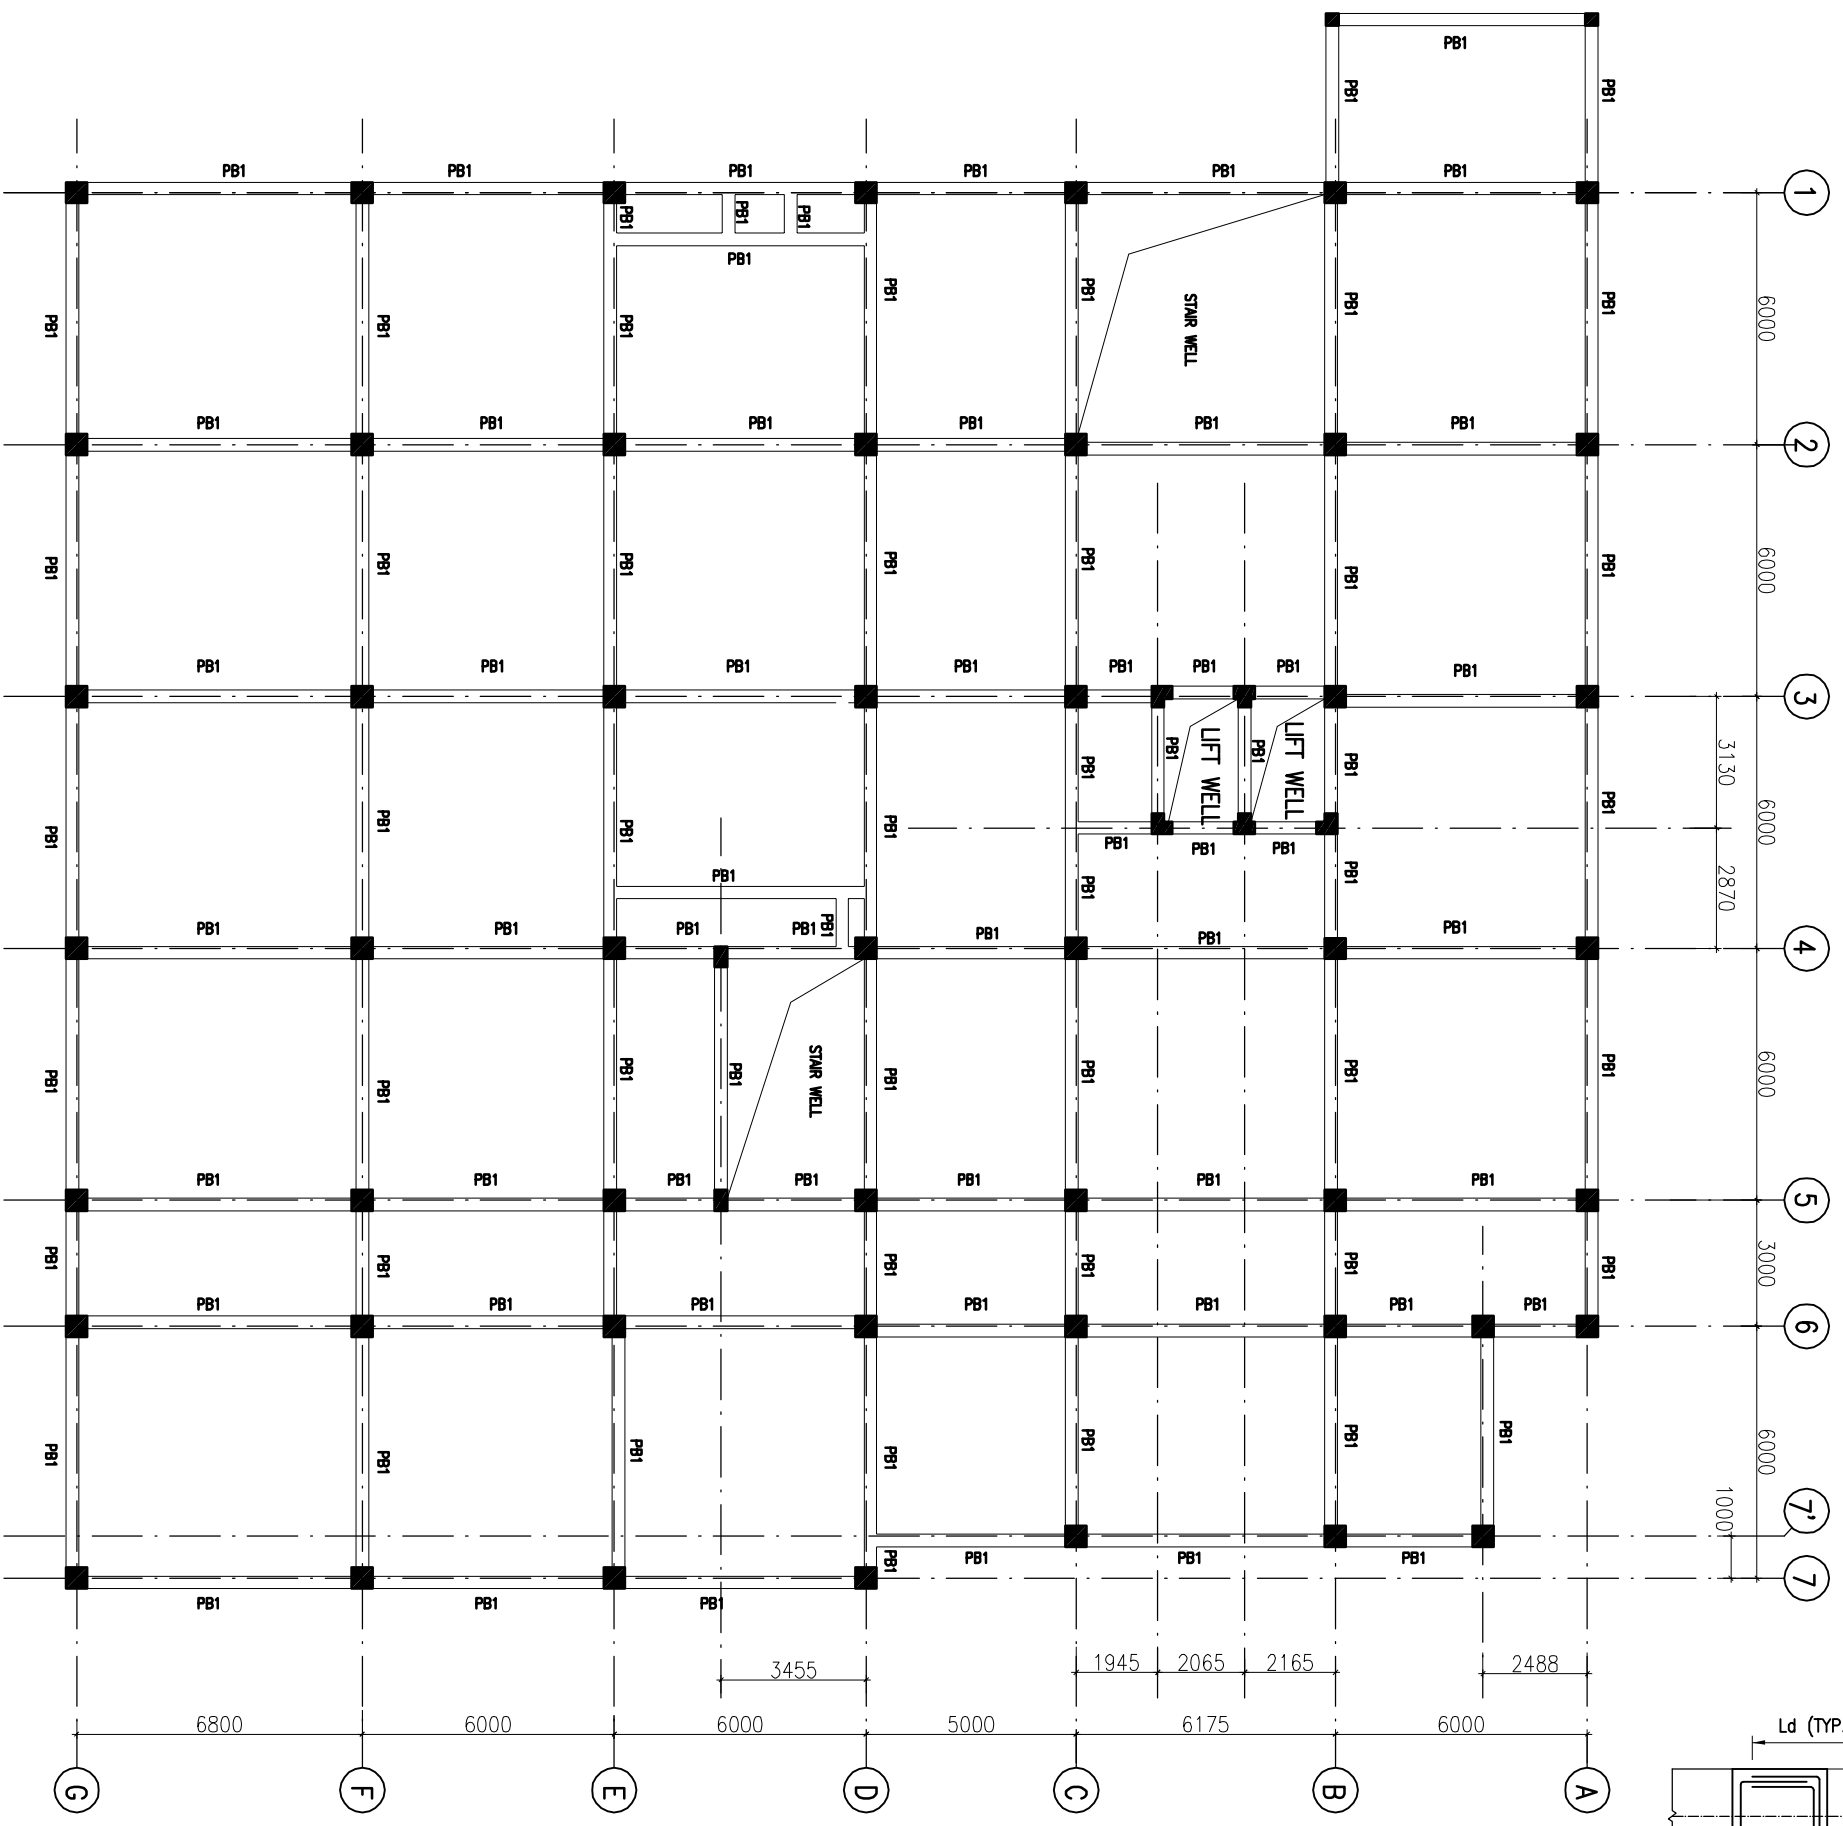 PB1
PB1 PB1
PB1 PB1 PB1 PB1 PB1 PB1
1
PB1 PB1 PB1
PB1
PB1 PB1 PB1 PB1 PB1 PB1 PB1
STAIR WELL
6000
PB1 PB1 PB1 PB1 PB1 PB1
2
PB1 PB1 PB1 PB1 PB1 PB1 PB1
6000
PB1 PB1 PB1 PB1 PB1 PB1 PB1 PB1
3
PB1 PB1 PB1 PB1
LIFT WELL
LIFT WELL
3130
PB1 PB1 PB1 PB1 PB1
6000
PB1 PB1 PB1
PB1 PB1 PB1
2870
PB1 PB1 PB1 PB1 PB1 PB1 PB1 PB1
4
PB1 PB1 PB1 PB1 PB1 PB1 PB1 PB1
STAIR WELL
6000
PB1 PB1 PB1 PB1 PB1 PB1 PB1
5
PB1 PB1 PB1 PB1 PB1 PB1
3000
PB1 PB1 PB1 PB1 PB1 PB1 PB1
6
PB1 PB1 PB1 PB1 PB1 PB1 PB1
6000
1000
7'
PB1 PB1 PB1 PB1
7
PB1 PB1 PB1
3455 1945 2065 2165 2488
6800 6000 6000 5000 6175 6000
Ld (TYP.
G F E D C B A